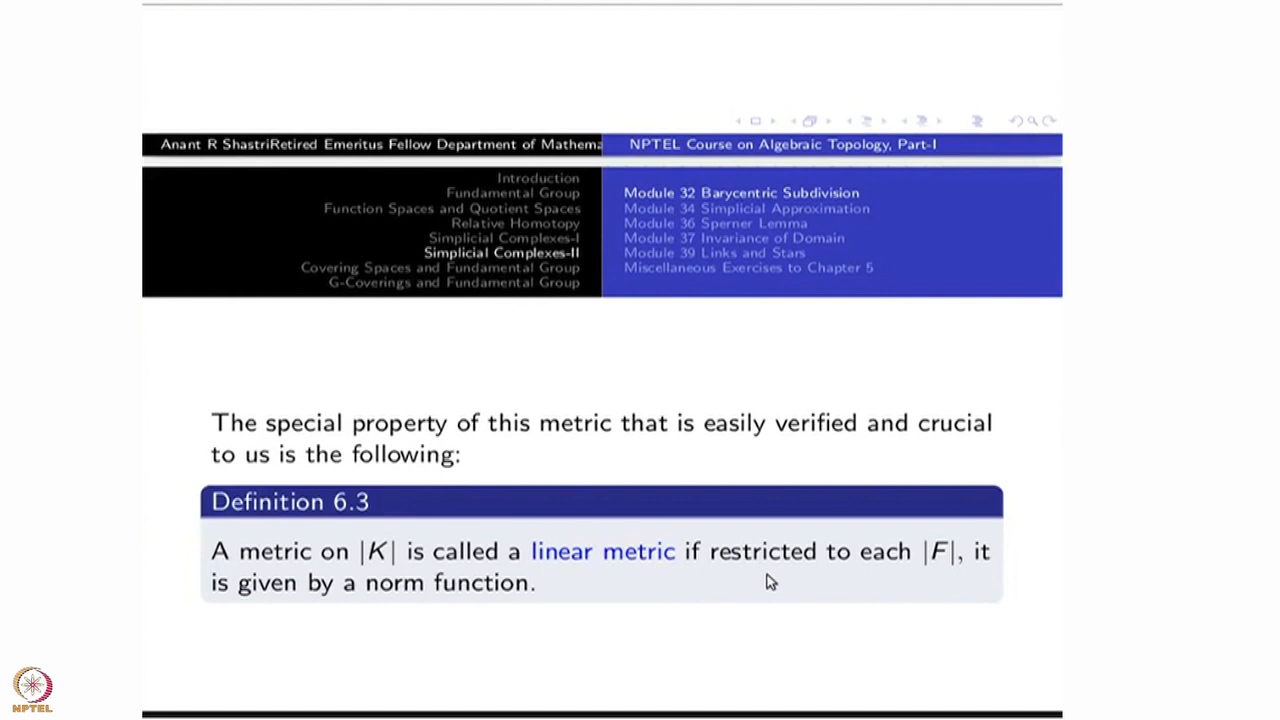 Anant R ShastriRetired Emeritus Fellow Department of Mathema
NPTEL Course on Algebraic Topology, Part-I
Introduction
Fundamental Group
Function Spaces and Quotient Spaces
Relative Homotopy
Simplicial Complexes-I
Simplicial Complexes-II
Covering Spaces and Fundamental Group
G-Coverings and Fundamental Group
Module 32 Barycentric Subdivision
Module 34 Simplicial Approximation
Module 36 Sperner Lemma
Module 37 Invariance of Domain
Module 39 Links and Stars
Miscellaneous Exercises to Chapter 5
The special property of this metric that is easily verified and crucial
to us is the following:
Definition 6.3
A metric on |K| is called a linear metric if restricted to each |F|, it
is given by a norm function.
NPTEL